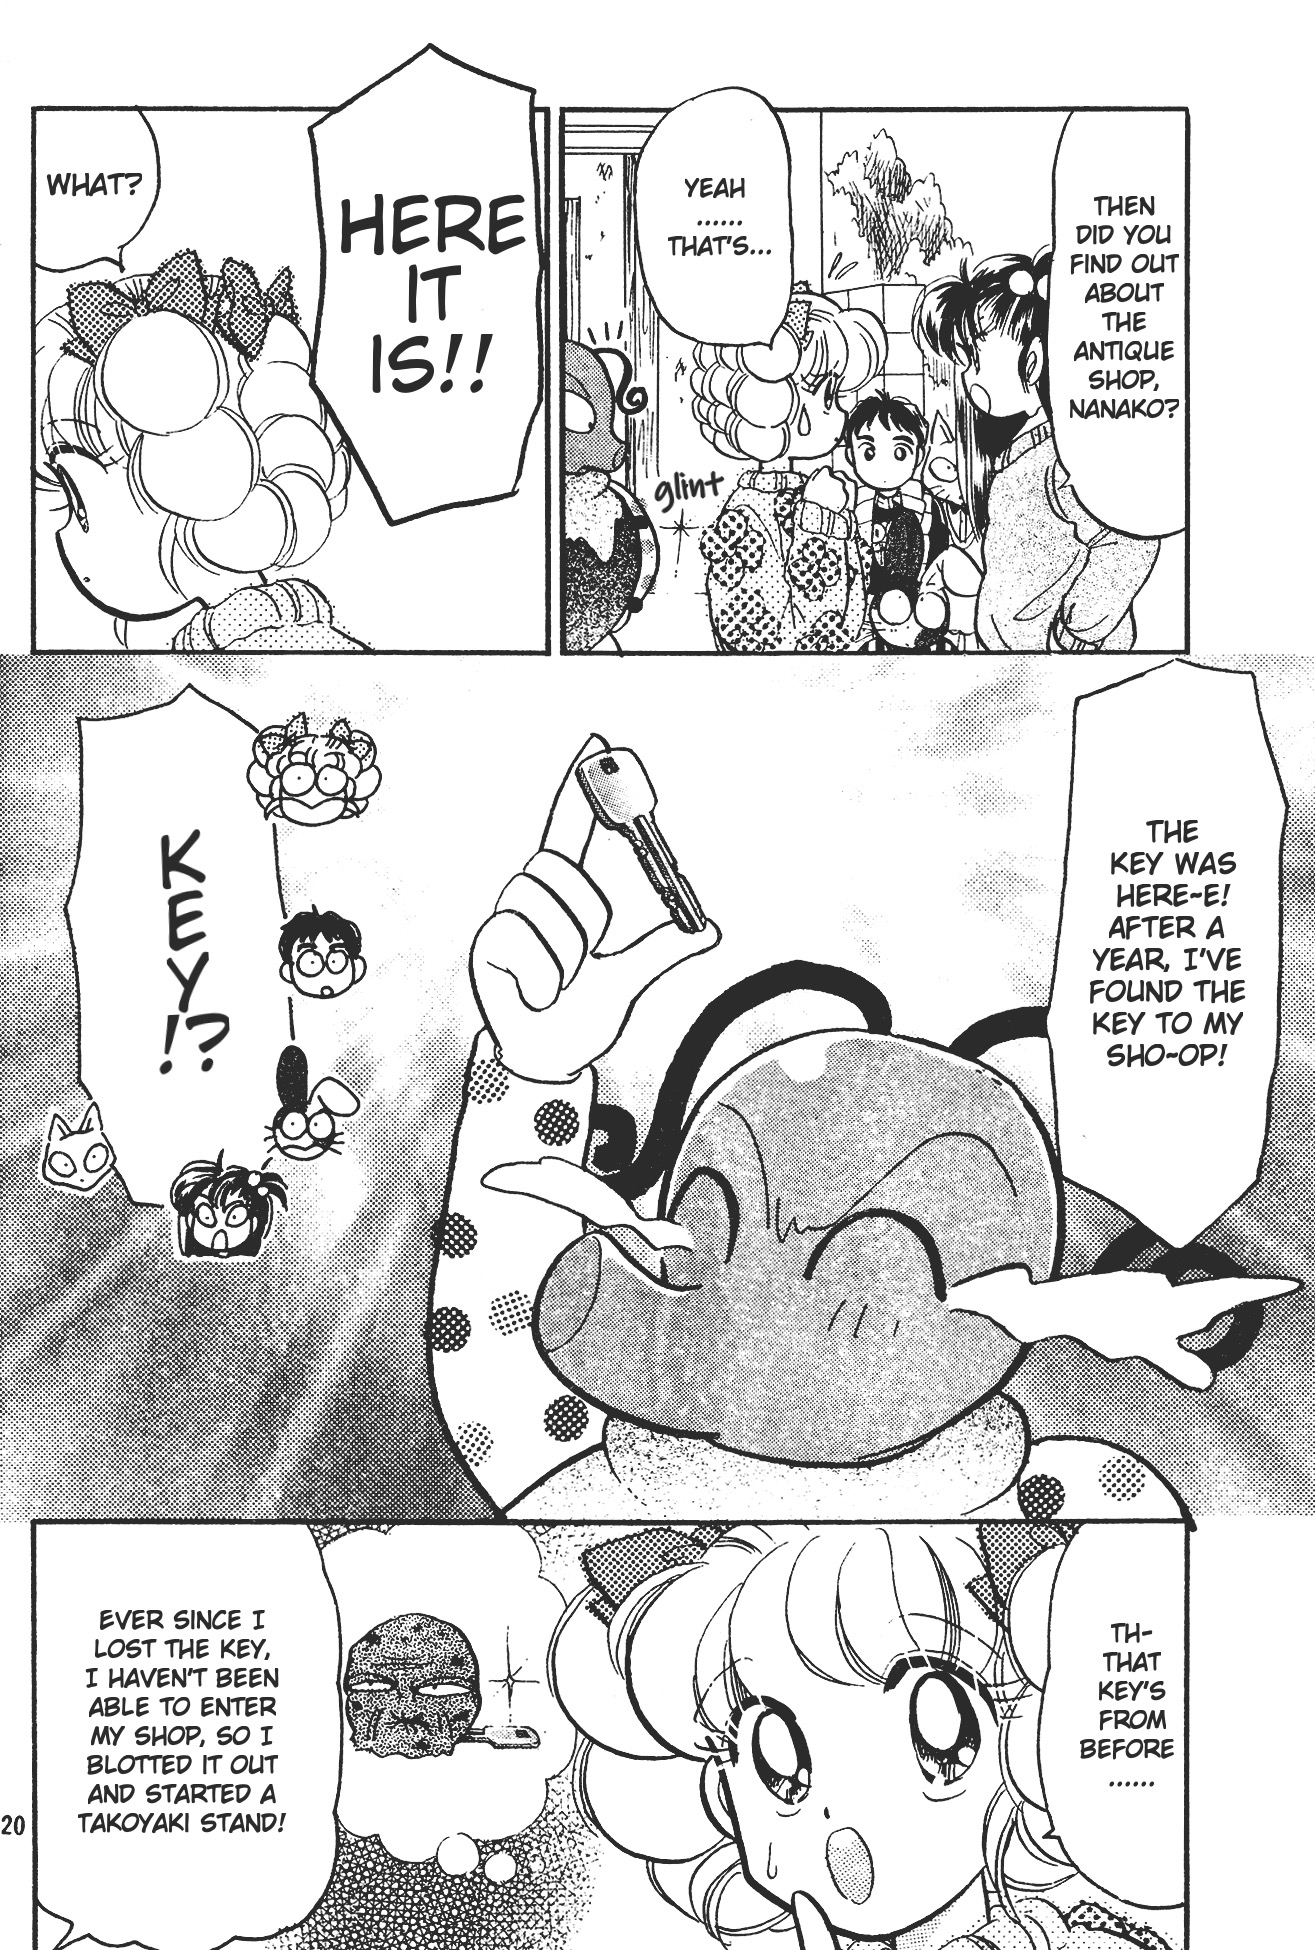 THEN
DID YOU
FIND OUT
ABOUT
THE
ANTIQUE
SHOP,
NANAKO?
YEAH
......
THAT'S...
glint
HERE
IT
IS!!
WHAT?
THE
KEY WAS
HERE~E!
AFTER A
YEAR, I'VE
FOUND THE
KEY TO MY
SHO-OP!
KEY!?
TH-
THAT
KEY'S
FROM
BEFORE
......
EVER SINCE I
LOST THE KEY,
I HAVEN'T BEEN
ABLE TO ENTER
MY SHOP, SO I
BLOTTED IT OUT
AND STARTED A
TAKOYAKI STAND!
20